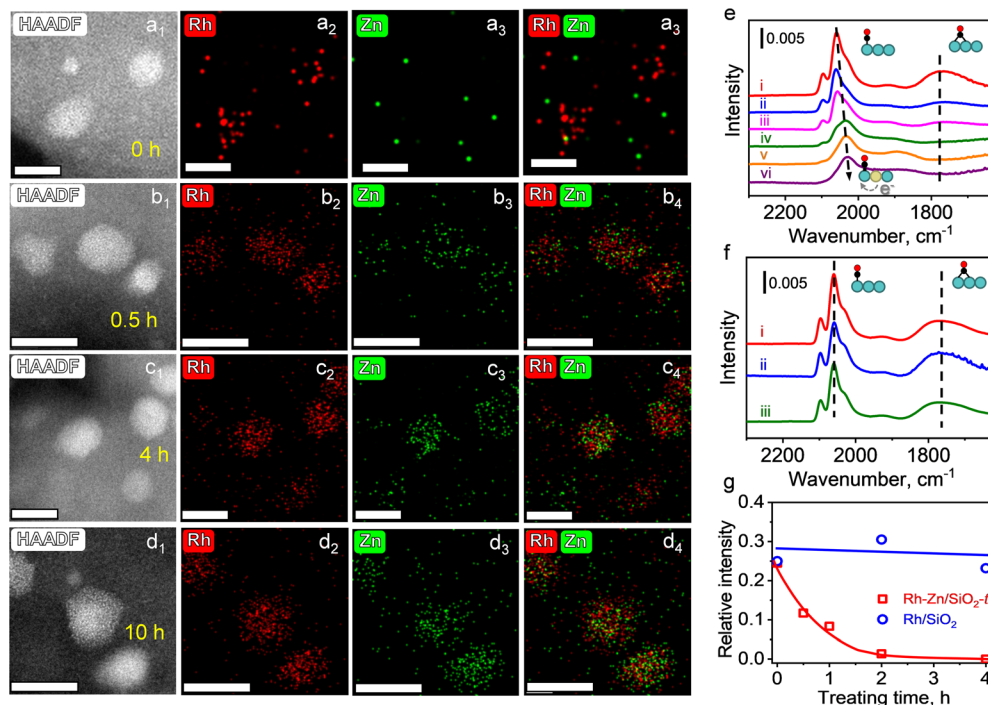 HAADF
a1
0 h
Rh
a2
Zn
a3
Rh Zn
a3
HAADF
b1
0.5 h
Rh
b2
Zn
b3
Rh Zn
b4
HAADF
c1
4 h
Rh
c2
Zn
c3
Rh Zn
c4
HAADF
d1
10 h
Rh
d2
Zn
d3
Rh Zn
d4
e
0.005
i
ii
iii
iv
v
vi
e-
Intensity
2200 2000 1800
Wavenumber, cm-1
f
0.005
i
ii
iii
Intensity
2200 2000 1800
Wavenumber, cm-1
g
0.4
0.3
0.2
0.1
0.0
Relative intensity
Rh-Zn/SiO2-t
Rh/SiO2
0 1 2 3 4
Treating time, h